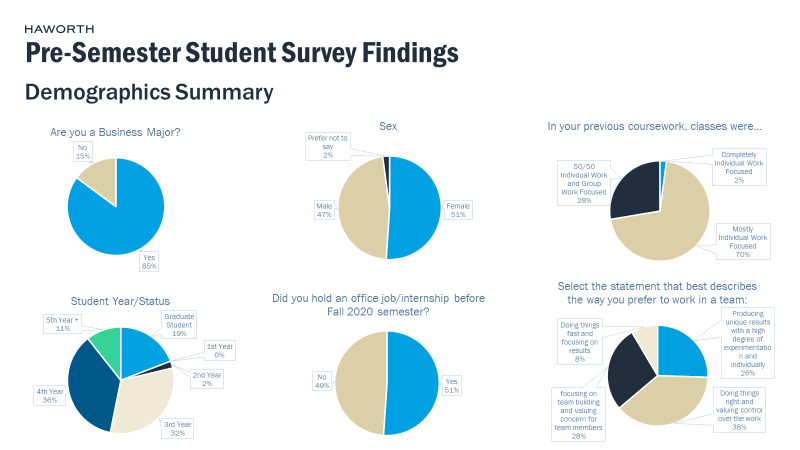 HAWORTH
Pre-Semester Student Survey Findings
Demographics Summary
Are you a Business Major?
No
15%
Yes
85%
Sex
Prefer not to
say
2%
Male
47%
Female
51%
In your previous coursework, classes were...
Completely
Individual Work
Focused
2%
50/50
Individual Work
and Group
Work Focused
28%
Mostly
Individual Work
Focused
70%
Student Year/Status
5th Year +
11%
Graduate
Student
19%
1st Year
0%
2nd Year
2%
4th Year
36%
3rd Year
32%
Did you hold an office job/internship before
Fall 2020 semester?
No
49%
Yes
51%
Select the statement that best describes
the way you prefer to work in a team:
Doing things
fast and
focusing on
results
8%
Producing
unique results
with a high
degree of
experimentatio
n and
individually
26%
focusing on
team building
and valuing
concern for
team members
28%
Doing things
right and
valuing control
over the work
38%